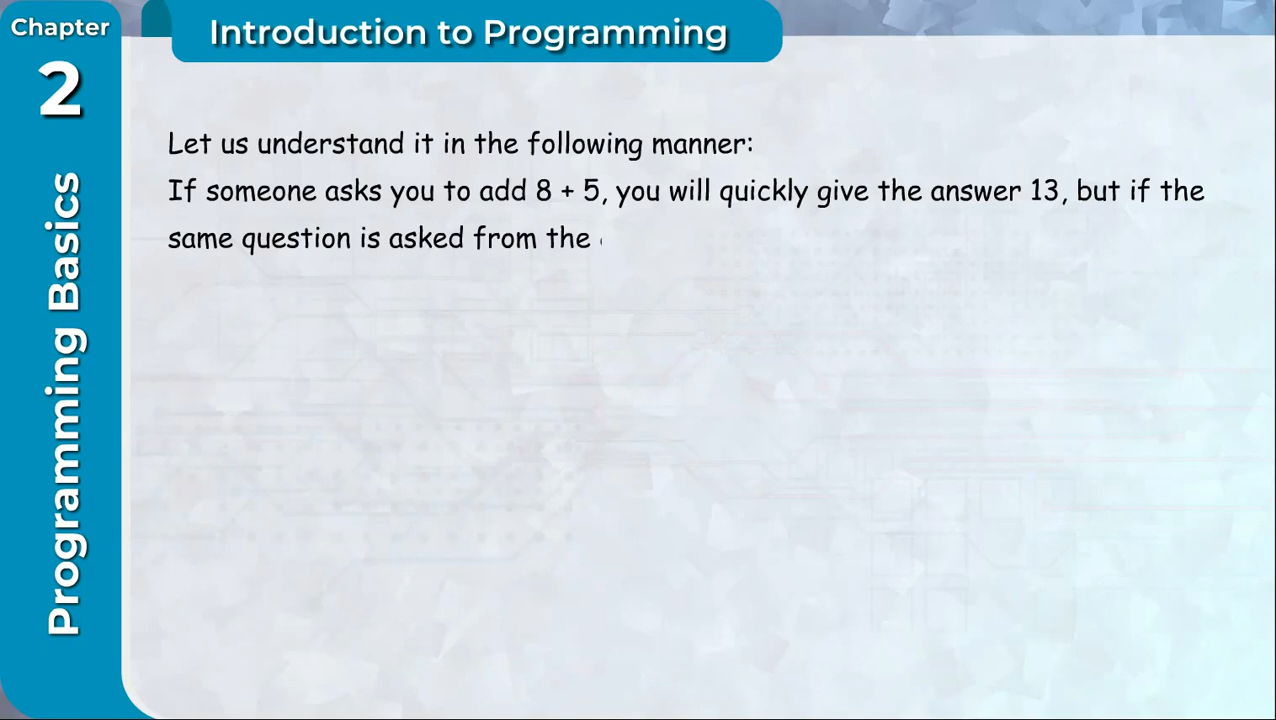 Chapter
2
Programming Basics
Introduction to Programming
Let us understand it in the following manner:
If someone asks you to add 8 + 5, you will quickly give the answer 13, but if the
same question is asked from the